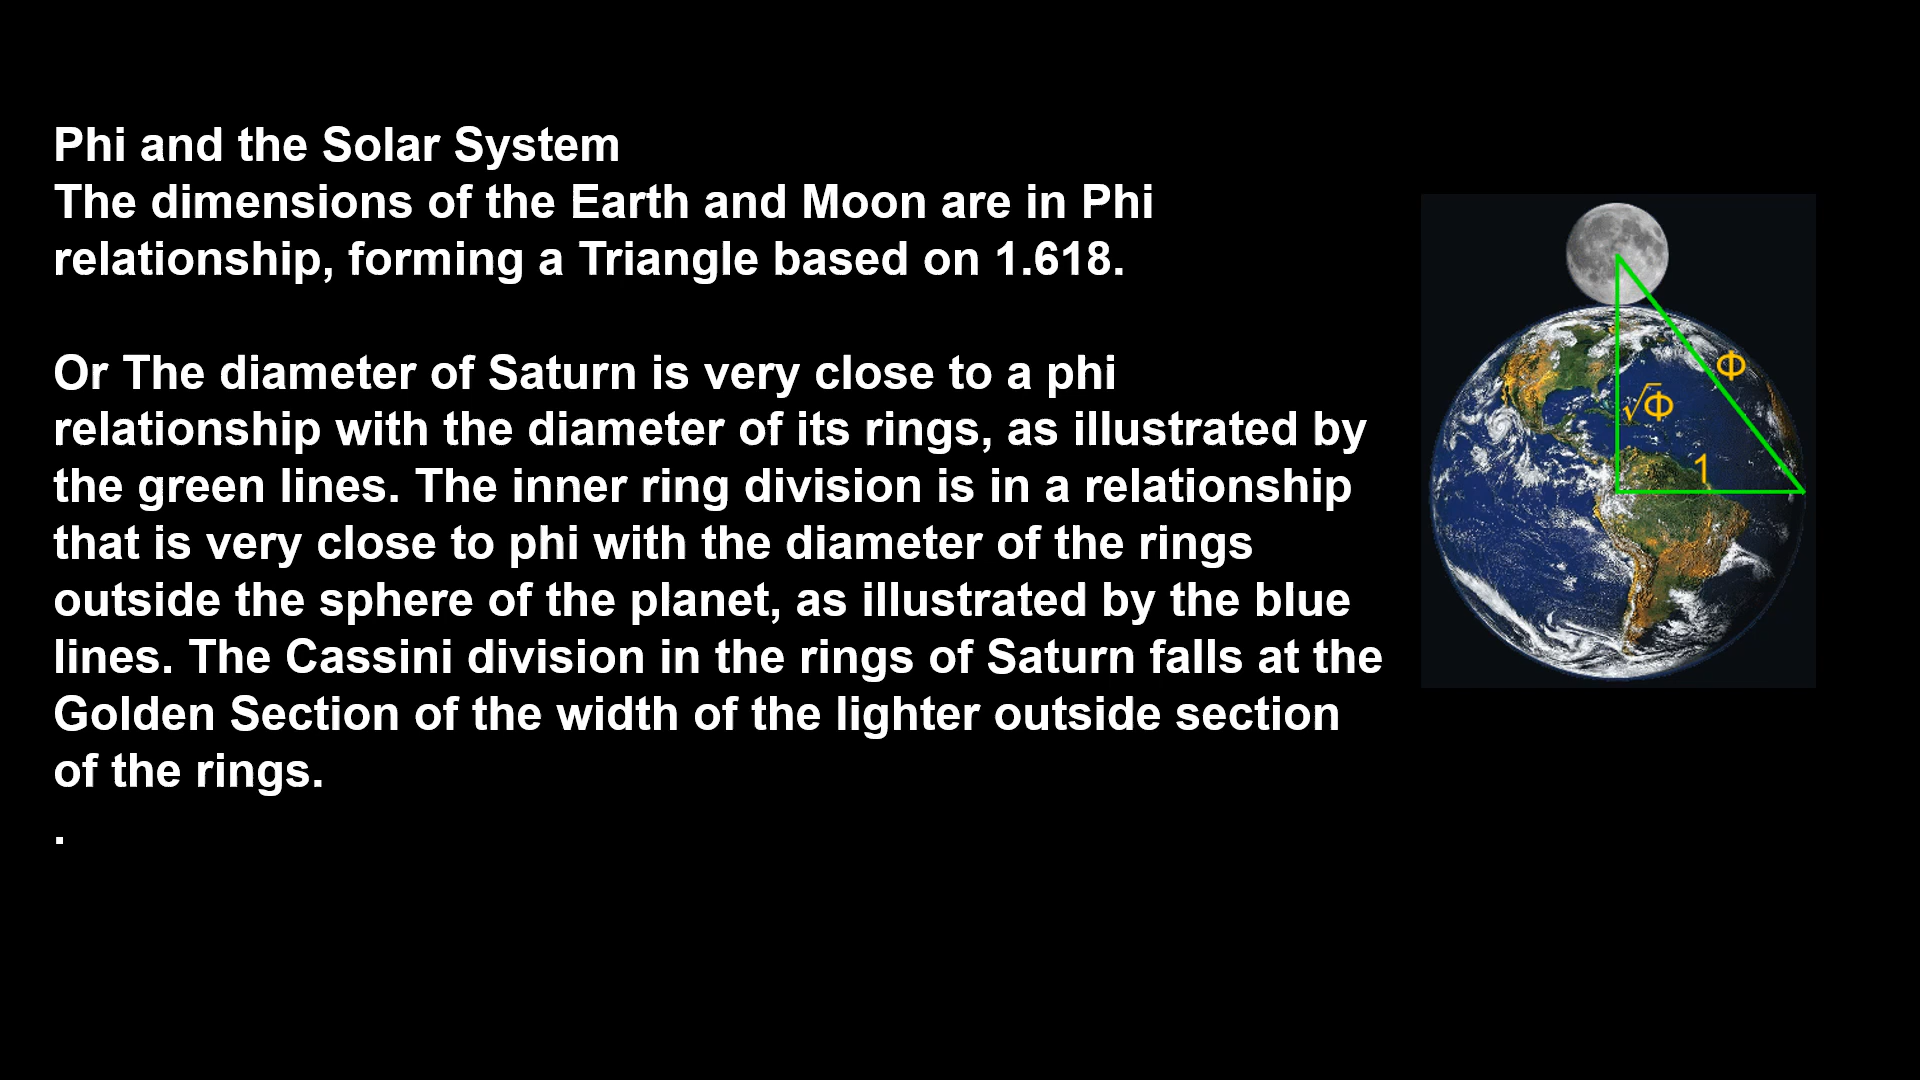 Phi and the Solar System
The dimensions of the Earth and Moon are in Phi
relationship, forming a Triangle based on 1.618.
Or The diameter of Saturn is very close to a phi
relationship with the diameter of its rings, as illustrated by
the green lines. The inner ring division is in a relationship
that is very close to phi with the diameter of the rings
outside the sphere of the planet, as illustrated by the blue
lines. The Cassini division in the rings of Saturn falls at the
Golden Section of the width of the lighter outside section
of the rings.
.
Φ
√Φ
1